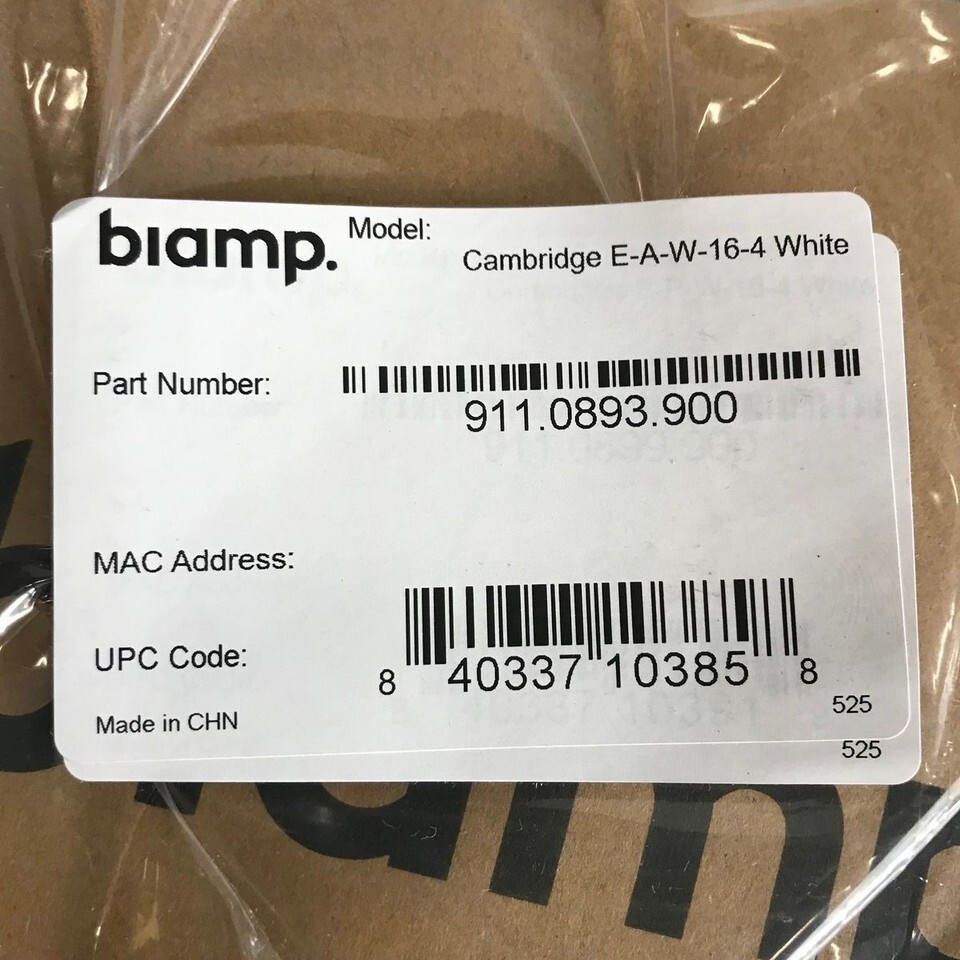 biamp.
Model:
Cambridge E-A-W-16-4 White
Part Number:
911.0893.900
MAC Address:
UPC Code:
8 40337 10385 8
Made in CHN
525
525